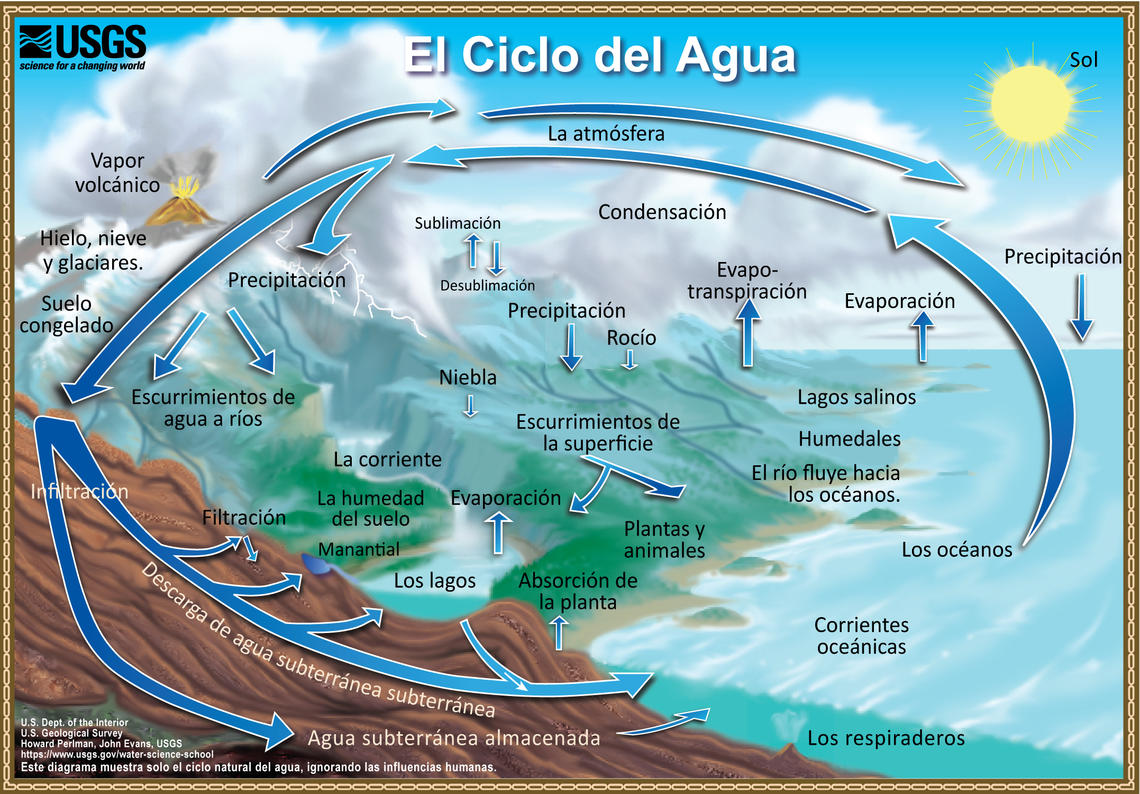 USGS
science for a changing world
El Ciclo del Agua
Sol
La atmósfera
Vapor
volcánico
Condensación
Sublimación
Hielo, nieve
y glaciares.
Precipitación
Precipitación
Evapo-
transpiración
Desublimación
Evaporación
Suelo
congelado
Precipitación
Rocío
Niebla
Escurrimientos de
agua a ríos
Lagos salinos
Escurrimientos de
la superficie
Humedales
La corriente
El río fluye hacia
los océanos.
Infiltración
La humedad
del suelo
Evaporación
Filtración
Plantas y
animales
Manantial
Los océanos
Los lagos
Absorción de
la planta
Descarga de agua subterránea subterránea
Corrientes
oceánicas
Agua subterránea almacenada
Los respiraderos
U.S. Dept. of the Interior
U.S. Geological Survey
Howard Perlman, John Evans, USGS
https://www.usgs.gov/water-science-school
Este diagrama muestra solo el ciclo natural del agua, ignorando las influencias humanas.